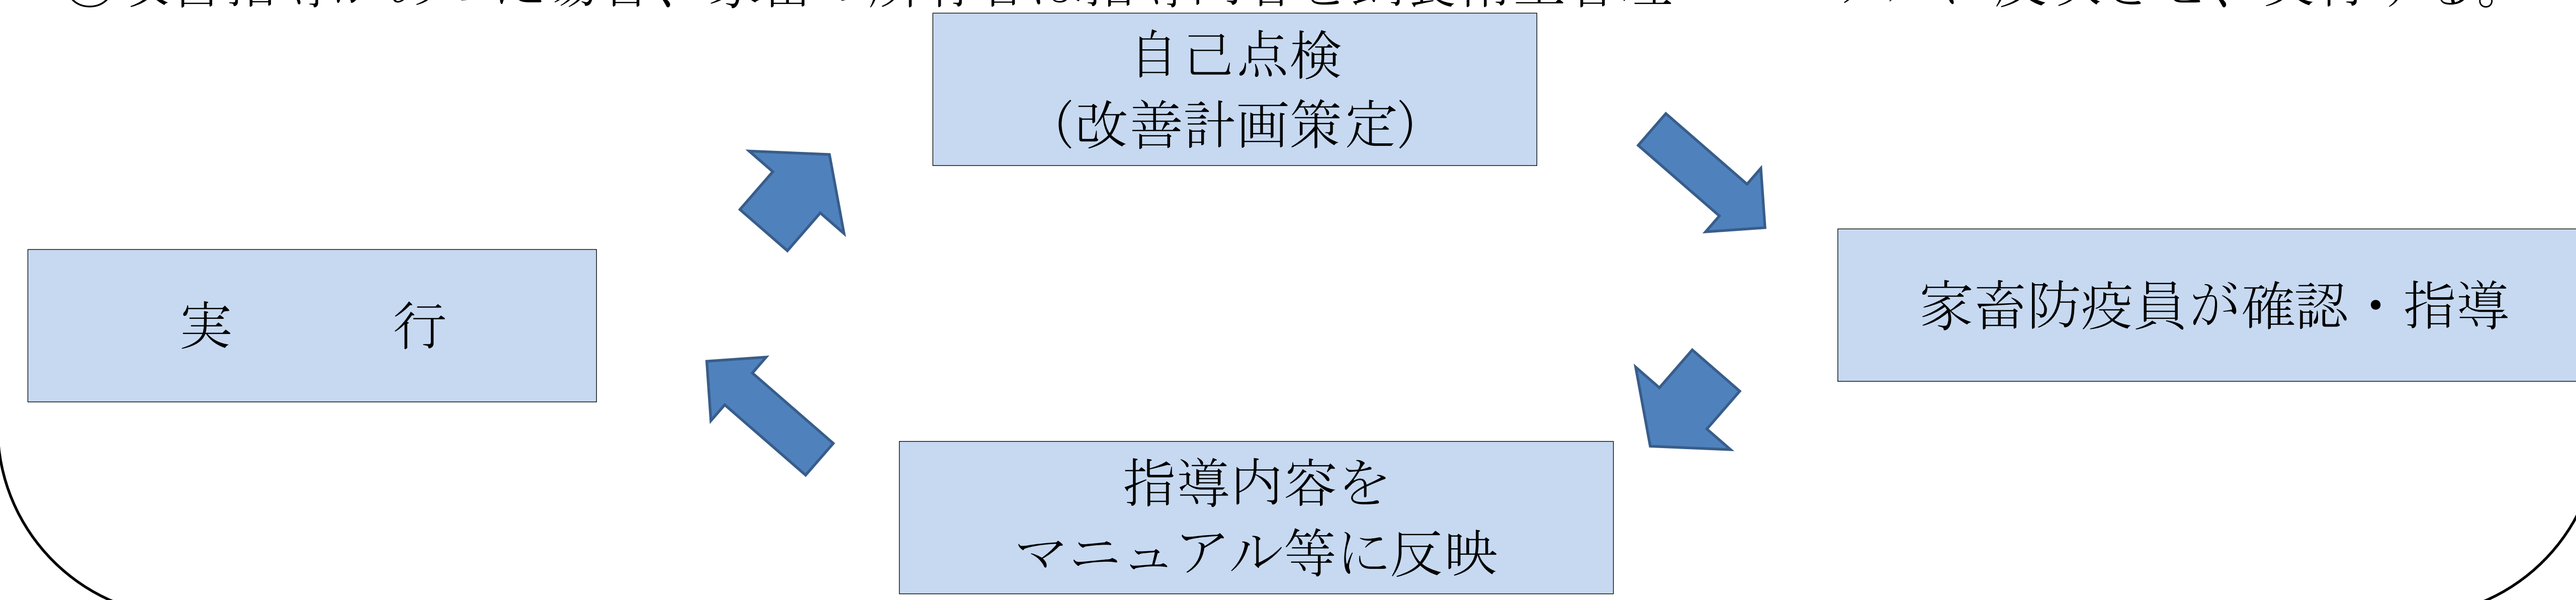 自己点検
(改善計画策定)
実　　　行
家畜防疫員が確認・指導
指導内容を
マニュアル等に反映